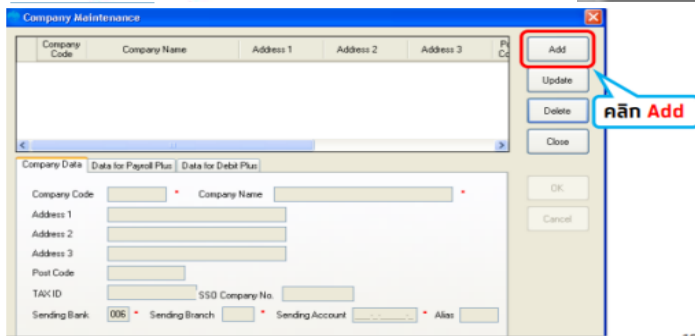 Company Maintenance
Company Code Company Name Address 1 Address 2 Address 3
Add
Update
Delete
คลิก Add
Close
Company Data Data for Payroll Plus Data for Debit Plus
Company Code * Company Name *
OK
Address 1
Cancel
Address 2
Address 3
Post Code
TAX ID SSO Company No.
Sending Bank 006 * Sending Branch * Sending Account * Alias